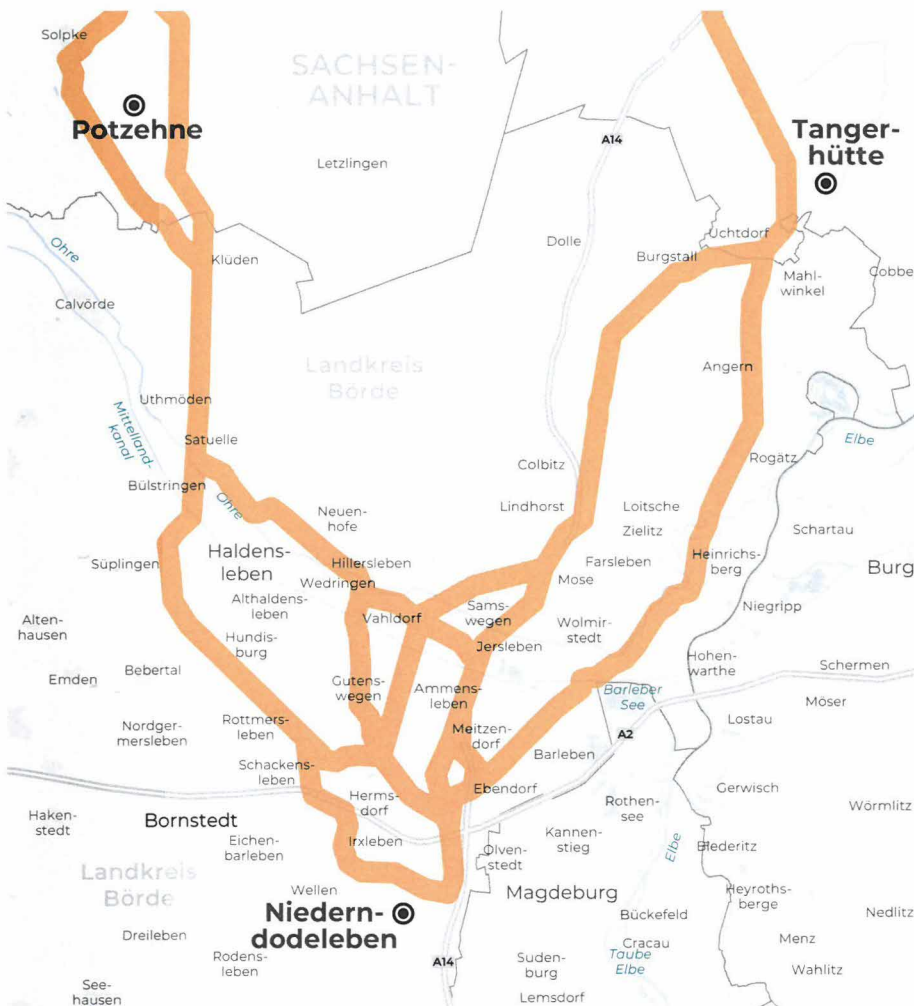 Solpke
SACHSEN-
ANHALT
Potzehne
Letzlingen
A14
Tanger-
hütte
Ohre
Klüden
Dolle
Uchtdorf
Burgstall
Mahl-
winkel
Cobbe
Calvörde
Landkreis
Börde
Angern
Uthmöden
Mittelland-
kanal
Satuelle
Elbe
Bülstringen
Ohre
Colbitz
Rogätz
Neuen-
hofe
Lindhorst
Loitsche
Zielitz
Schartau
Süplingen
Haldens-
leben
Hillersleben
Wedringen
Farsleben
Heinrichs-
berg
Burg
Mose
Althaldens-
leben
Sams-
wegen
Niegripp
Alten-
hausen
Vahldorf
Wolmir-
stedt
Hundis-
burg
Jersleben
Hohen-
warthe
Schermen
Bebertal
Emden
Gutens-
wegen
Ammens-
leben
Barleber
See
Möser
Rottmers-
leben
Lostau
Nordger-
mersleben
Meitzen-
dorf
A2
Barleben
Schackens-
leben
Ebendorf
Gerwisch
Herms-
dorf
Rothen-
see
Wörmlitz
Haken-
stedt
Bornstedt
Eichen-
barleben
Irxleben
Kannen-
stieg
Olven-
stedt
Elbe
Biederitz
Landkreis
Börde
Wellen
Magdeburg
Heyroths-
berge
Niedern-
dodeleben
Bückefeld
Nedlitz
Dreileben
Cracau
Menz
Rodens-
leben
A14
Suden-
burg
Taube
Elbe
Wahlitz
See-
hausen
Lemsdorf